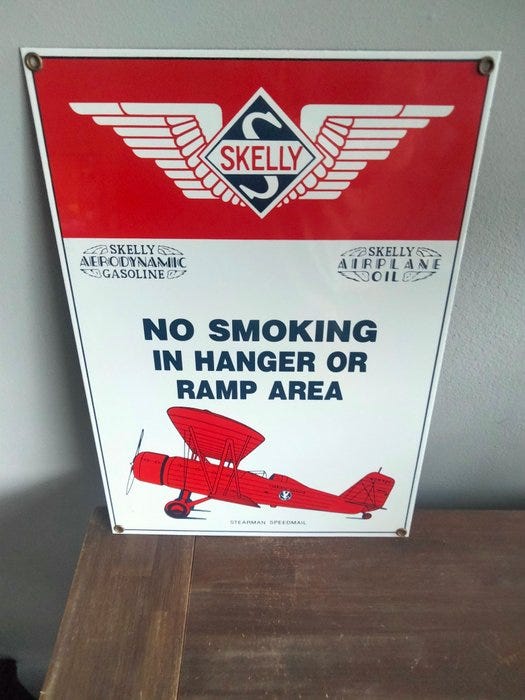 SKELLY
SKELLY
AERODYNAMIC
GASOLINE
SKELLY
AIRPLANE
OIL
NO SMOKING
IN HANGER OR
RAMP AREA
STEARMAN SPEEDMAIL